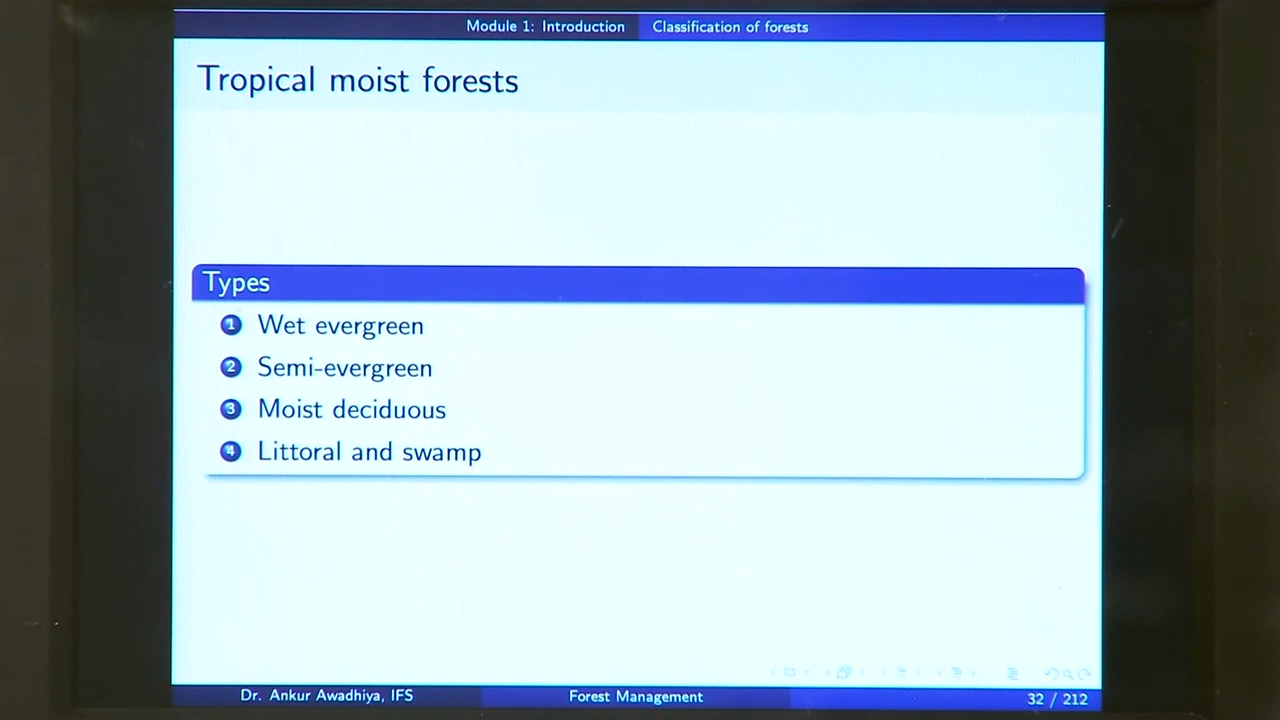 Module 1: Introduction Classification of forests
Tropical moist forests
Types
1 Wet evergreen
2 Semi-evergreen
3 Moist deciduous
4 Littoral and swamp
Dr. Ankur Awadhiya, IFS Forest Management 32 / 212